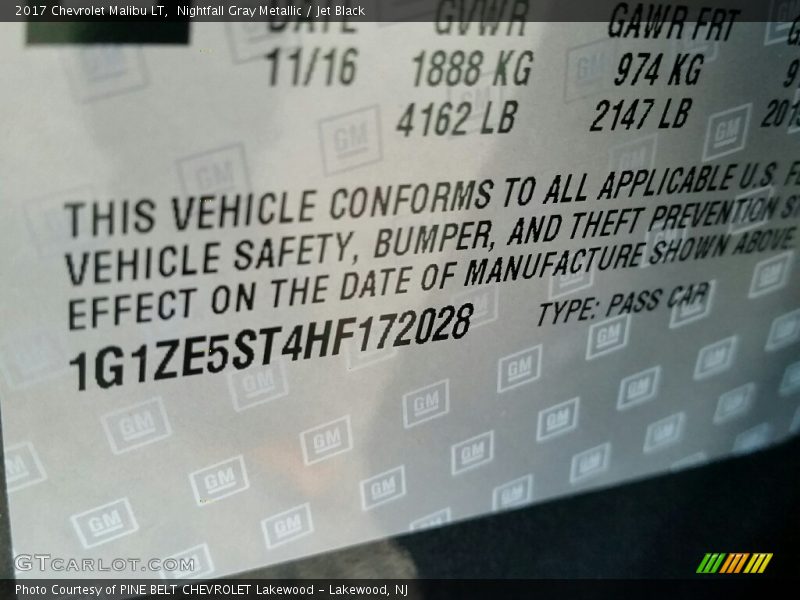 2017 Chevrolet Malibu LT, Nightfall Gray Metallic / Jet Black
DATE GVWR GAWR FRT
11/16 1888 KG 974 KG
4162 LB 2147 LB
THIS VEHICLE CONFORMS TO ALL APPLICABLE U.S.
VEHICLE SAFETY, BUMPER, AND THEFT PREVENTION
EFFECT ON THE DATE OF MANUFACTURE SHOWN ABOVE.
1G1ZE5ST4HF172028 TYPE: PASS CAR
GM
GTcarlot.com
Photo Courtesy of PINE BELT CHEVROLET Lakewood - Lakewood, NJ